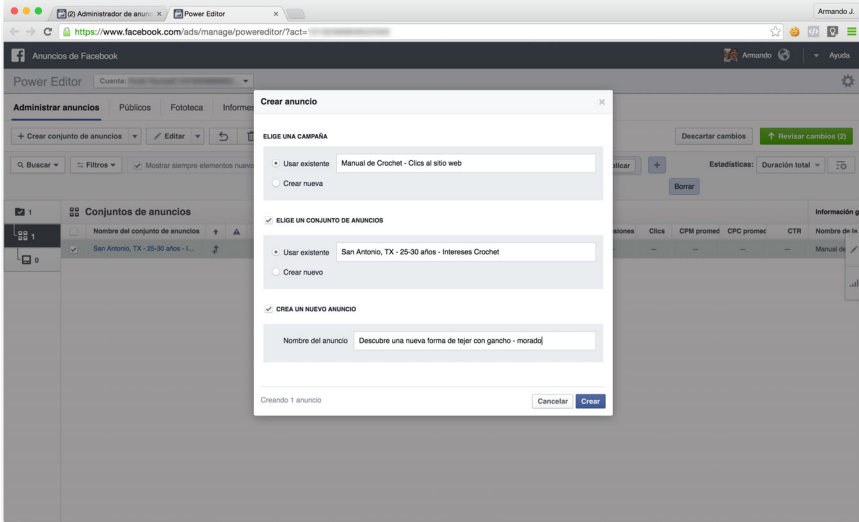 (2) Administrador de anunc
Power Editor
Armando J.
https://www.facebook.com/ads/manage/powereditor/?act=
Anuncios de Facebook
Armando
Ayuda
Power Editor
Cuenta:
Administrar anuncios
Públicos
Fototeca
Informes
+ Crear conjunto de anuncios
Editar
Descartar cambios
Revisar cambios (2)
Buscar
Filtros
Mostrar siempre elementos nuevo
licar
+
Estadísticas:
Duración total
Borrar
1
Conjuntos de anuncios
Información g
1
Nombre del conjunto de anuncios
siones
Clics
CPM promed
CPC promec
CTR
Nombre de la
San Antonio, TX - 25-30 años - I...
—
—
—
—
Manual de
0
Crear anuncio
ELIGE UNA CAMPAÑA
Usar existente
Manual de Crochet - Clics al sitio web
Crear nueva
ELIGE UN CONJUNTO DE ANUNCIOS
Usar existente
San Antonio, TX - 25-30 años - Intereses Crochet
Crear nuevo
CREA UN NUEVO ANUNCIO
Nombre del anuncio
Descubre una nueva forma de tejer con gancho - morado
Creando 1 anuncio
Cancelar
Crear